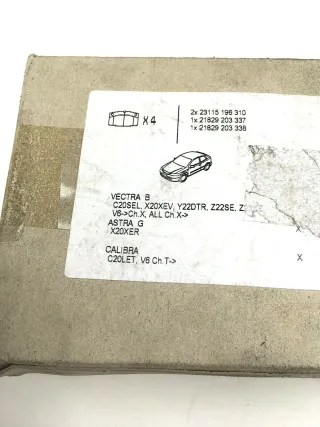 X4
2x 23115 196 310
1x 21829 203 337
1x 21829 203 338
VECTRA B
C20SEL, X20XEV, Y22DTR, Z22SE, Z
V6->Ch.X, ALL Ch.X->
ASTRA G
X20XER
X
CALIBRA
C20LET, V6 Ch.T->
X